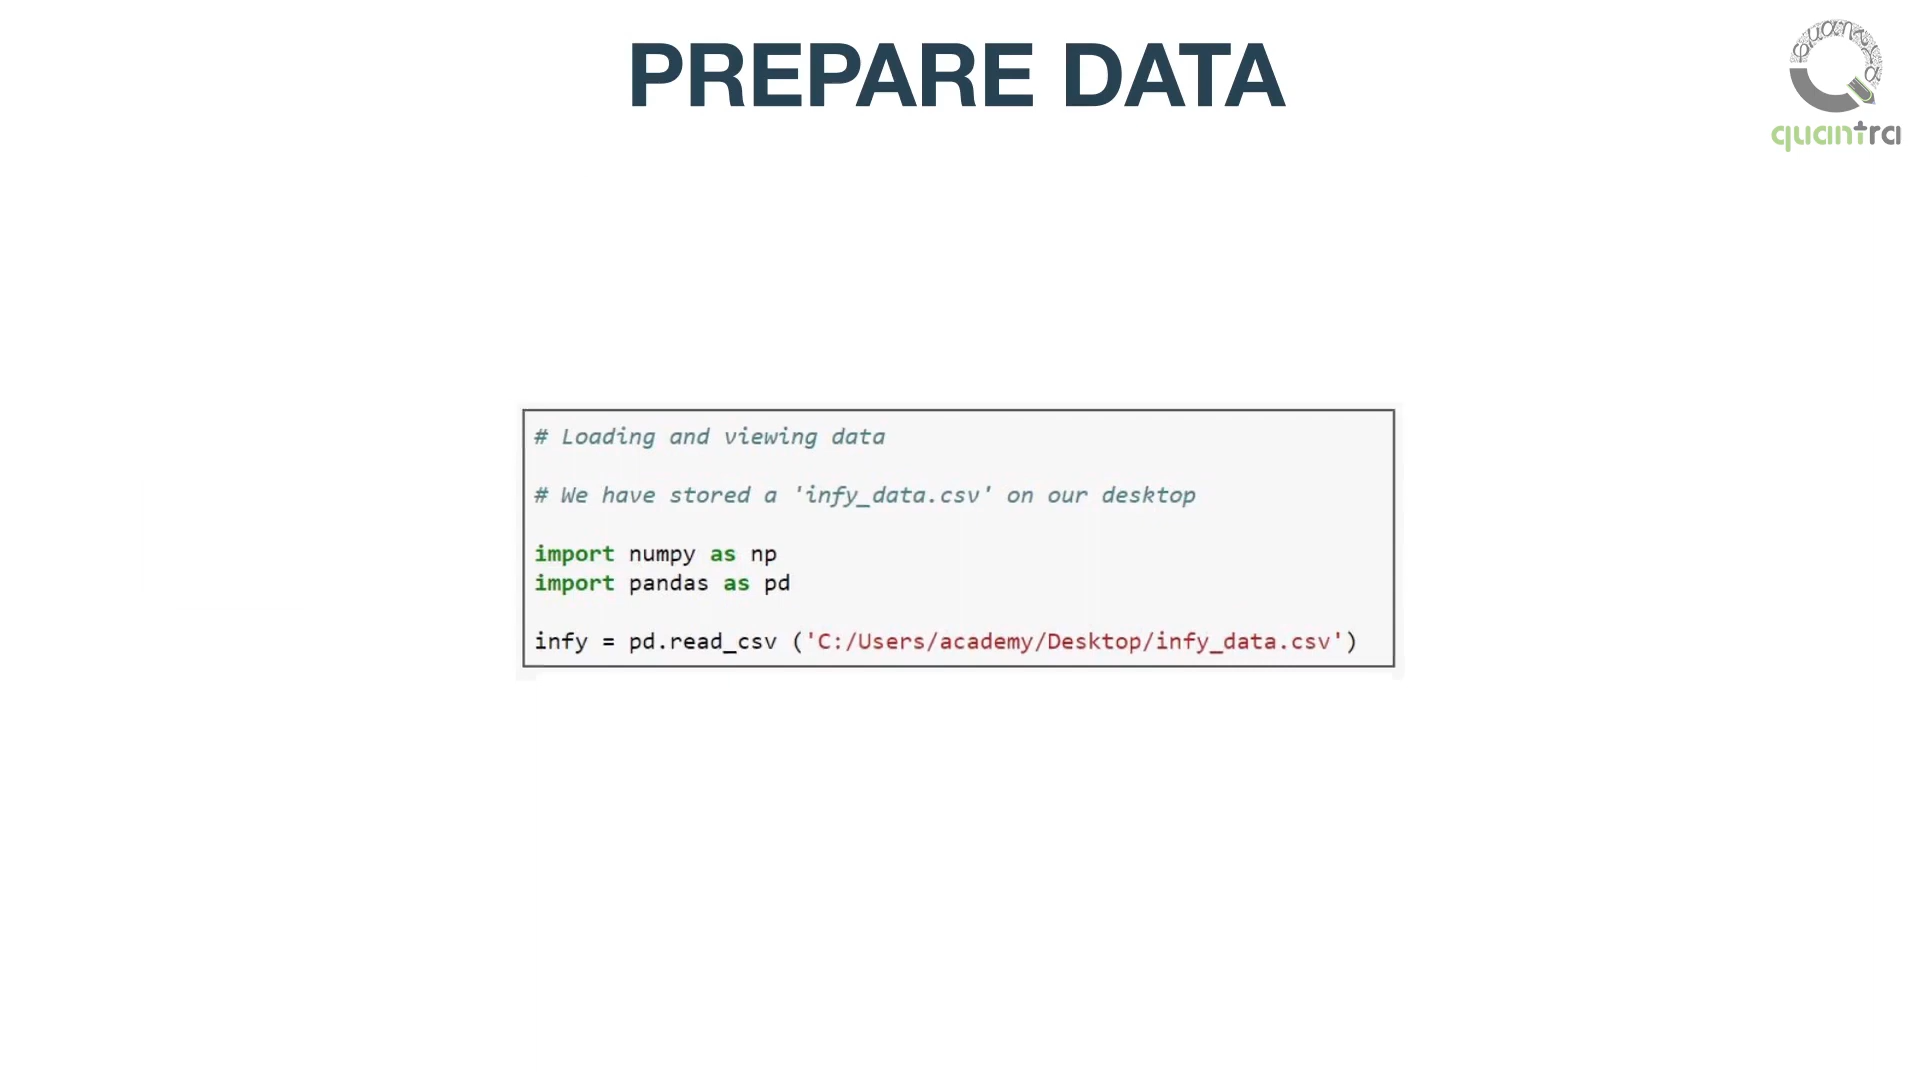 PREPARE DATA
quantra
# Loading and viewing data
# We have stored a 'infy_data.csv' on our desktop
import numpy as np
import pandas as pd
infy = pd.read_csv ('C:/Users/academy/Desktop/infy_data.csv')